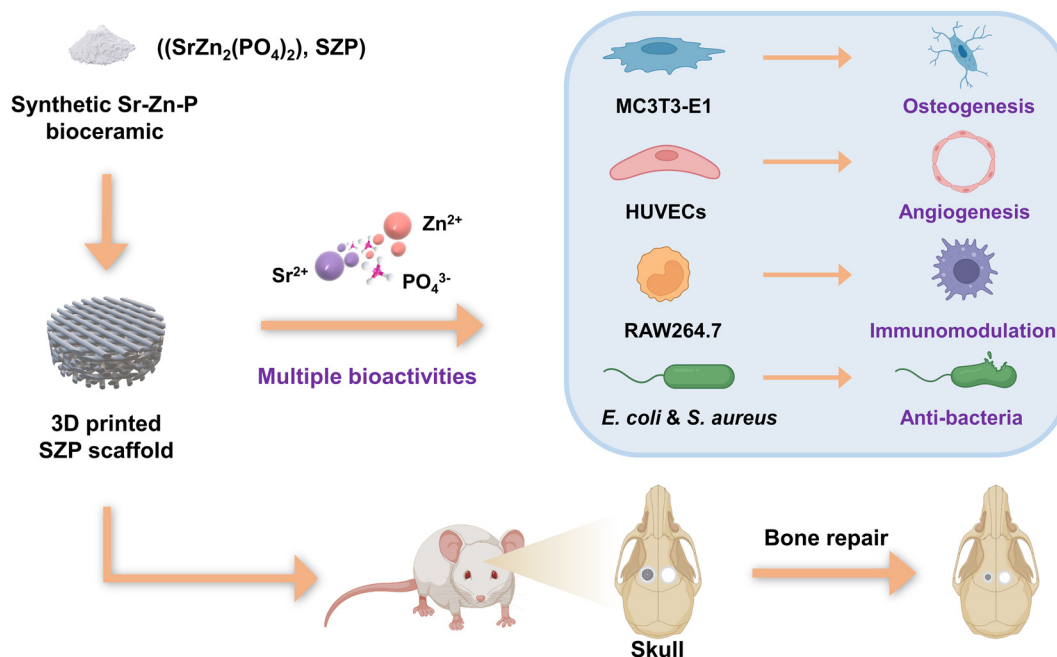 ((SrZn₂(PO₄)₂), SZP)
Synthetic Sr-Zn-P
bioceramic
Zn²⁺
Sr²⁺
PO₄³⁻
Multiple bioactivities
3D printed
SZP scaffold
MC3T3-E1
Osteogenesis
HUVECs
Angiogenesis
RAW264.7
Immunomodulation
E. coli & S. aureus
Anti-bacteria
Bone repair
Skull